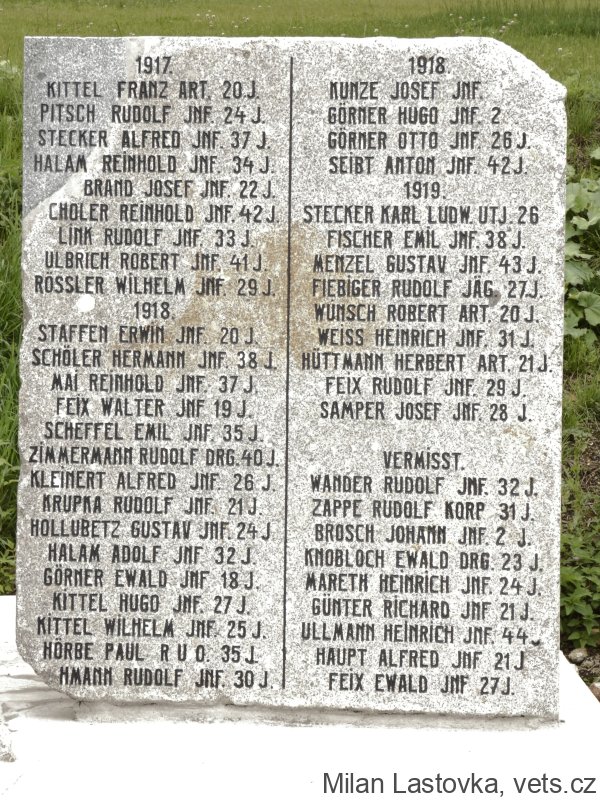 1917.
KITTEL FRANZ ART. 20 J.
PITSCH RUDOLF JNF. 24 J.
STECKER ALFRED JNF. 37 J.
HALAM REINHOLD JNF. 34 J.
BRAND JOSEF JNF. 22 J.
CHOLER REINHOLD JNF. 42 J.
LINK RUDOLF JNF. 33 J.
ULBRICH ROBERT JNF. 41 J.
RÖSSLER WILHELM JNF. 29 J.
1918.
STAFFEN ERWIN JNF. 20 J.
SCHÖLER HERMANN JNF. 38 J.
MAI REINHOLD JNF. 37 J.
FEIX WALTER JNF 19 J.
SCHEFFEL EMIL JNF. 35 J.
ZIMMERMANN RUDOLF DRG. 40 J.
KLEINERT ALFRED JNF. 26 J.
KRUPKA RUDOLF JNF. 21 J.
HOLLUBETZ GUSTAV JNF. 24 J.
HALAM ADOLF JNF. 32 J.
GÖRNER EWALD JNF 18 J.
KITTEL HUGO JNF. 27 J.
KITTEL WILHELM JNF. 25 J.
HÖRBE PAUL R U O. 35 J.
HMANN RUDOLF JNF. 30 J.
1918.
KUNZE JOSEF JNF.
GÖRNER HUGO JNF. 2
GÖRNER OTTO JNF. 26 J.
SEIBT ANTON JNF. 42 J.
1919.
STECKER KARL LUDW. UTJ. 26
FISCHER EMIL JNF. 38 J.
MENZEL GUSTAV JNF. 43 J.
FIEBIGER RUDOLF JÄG. 27 J.
WUNSCH ROBERT ART. 20 J.
WEISS HEINRICH JNF. 31 J.
HÜTTMANN HERBERT ART. 21 J.
FEIX RUDOLF JNF. 29 J.
SAMPER JOSEF JNF. 28 J.
VERMISST.
WANDER RUDOLF JNF. 32 J.
ZAPPE RUDOLF KORP 31 J.
BROSCH JOHANN JNF. 2 J.
KNOBLOCH EWALD DRG. 23 J.
MARETH HEINRICH JNF. 24 J.
GÜNTER RICHARD JNF 21 J.
ULLMANN HEINRICH JNF. 44 J
HAUPT ALFRED JNF 21 J
FEIX EWALD JNF 27 J.
Milan Lastovka, vets.cz